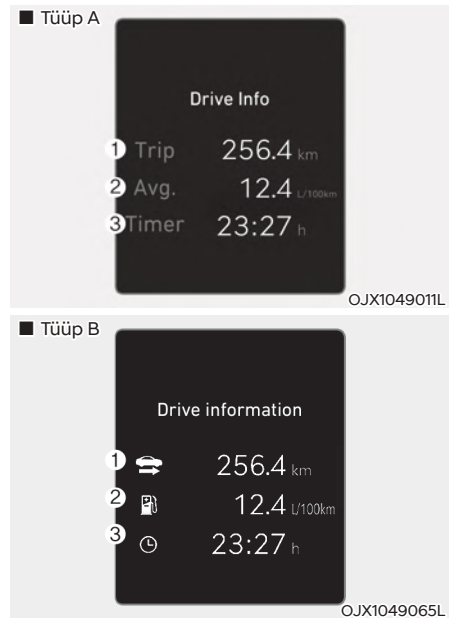 ■ Tüüp A
Drive Info
1 Trip 256.4 km
2 Avg. 12.4 L/100km
3 Timer 23:27 h
OJX1049011L
■ Tüüp B
Drive information
1 256.4 km
2 12.4 L/100km
3 23:27 h
OJX1049065L